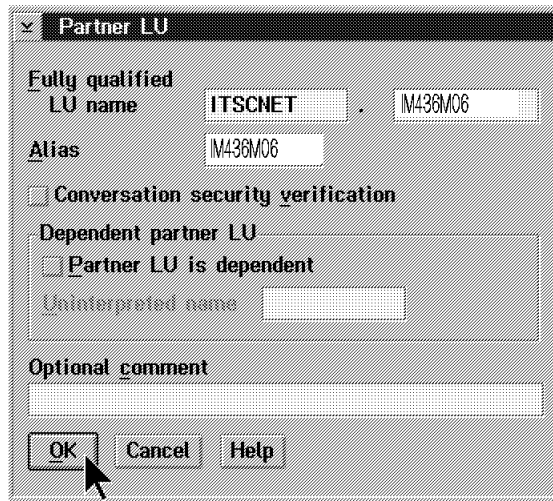 Partner LU
Fully qualified
LU name ITSCNET . IM436M06
Alias IM436M06
Conversation security verification
Dependent partner LU
Partner LU is dependent
Uninterpreted name
Optional comment
OK Cancel Help